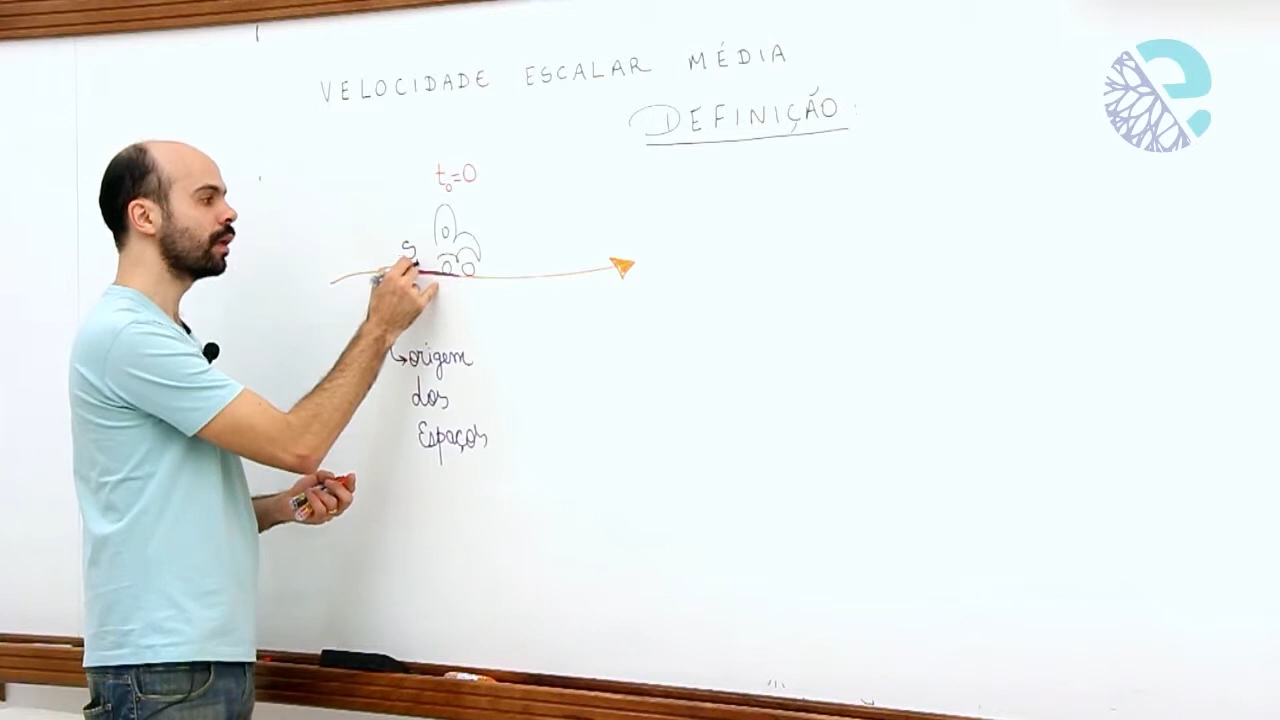 VELOCIDADE ESCALAR MÉDIA
DEFINIÇÃO:
t₀=0
S
origem
dos
Espaços